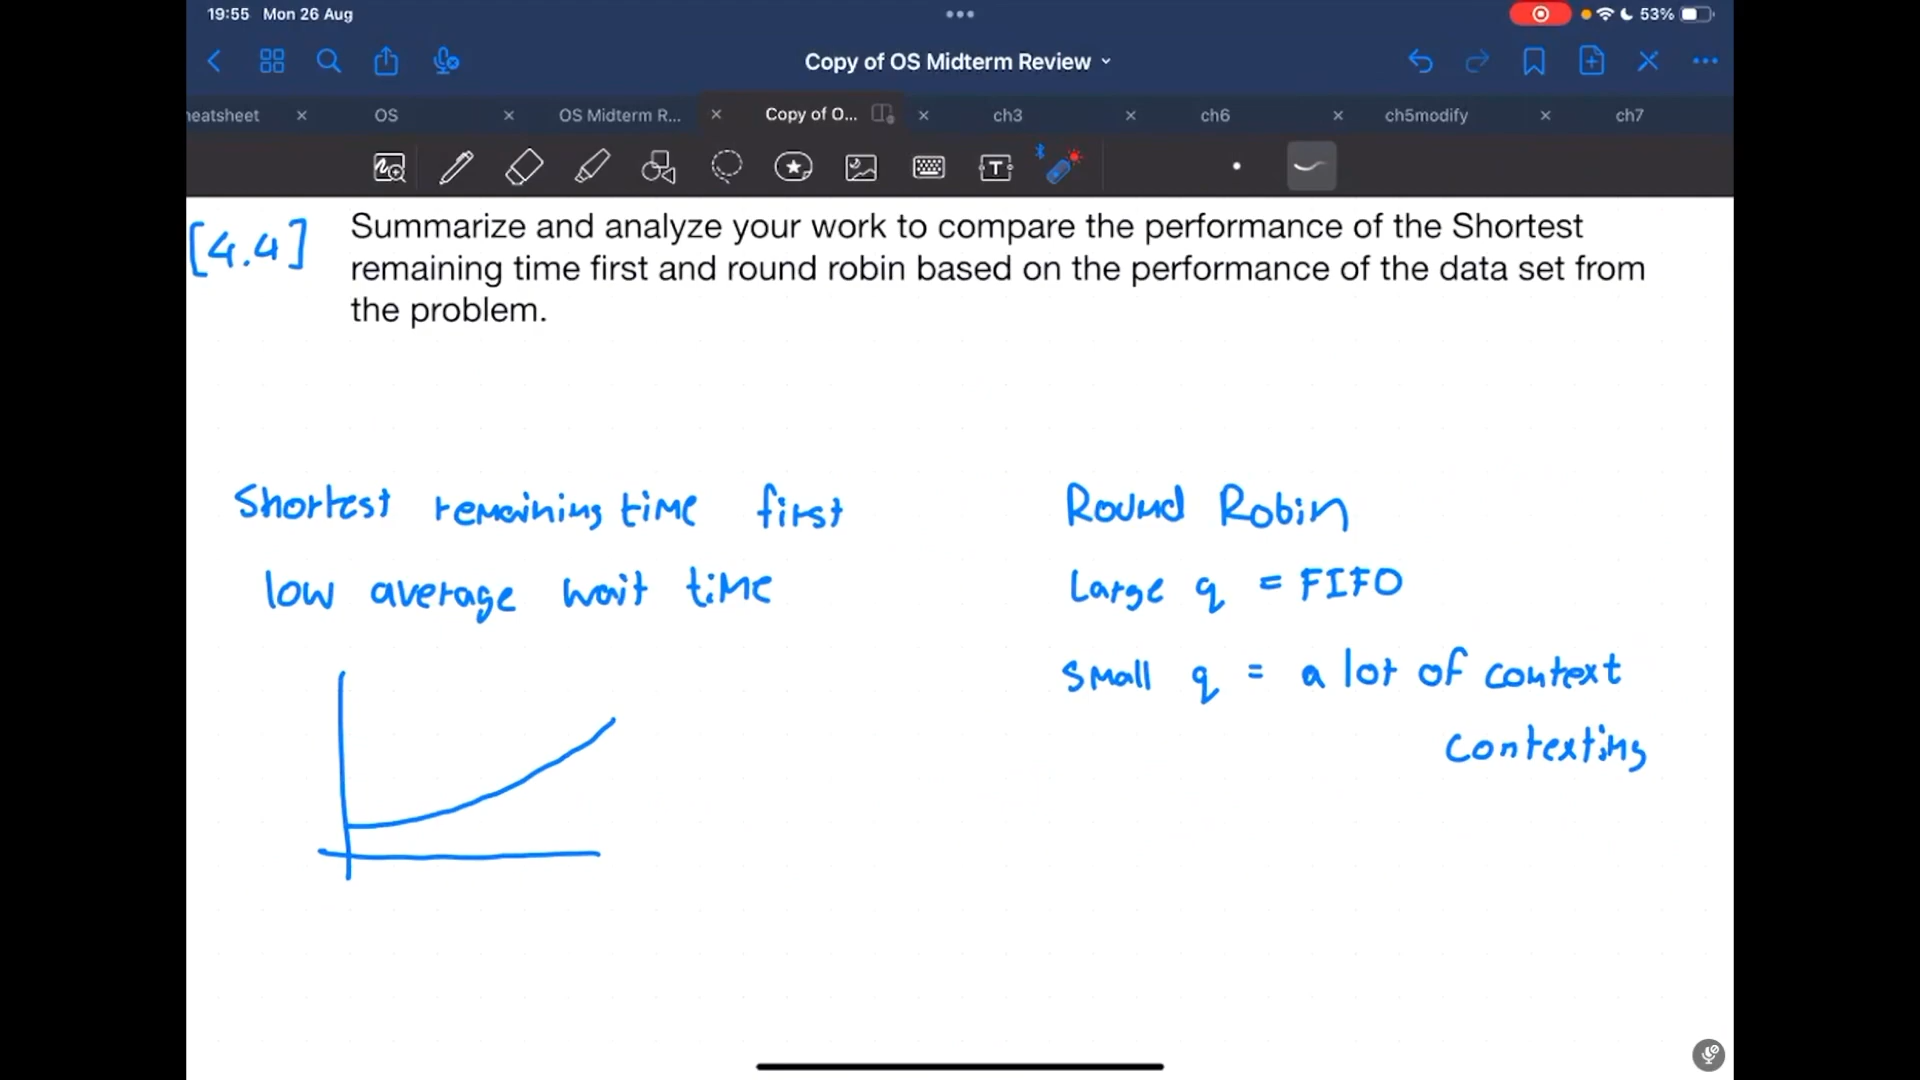 19:55 Mon 26 Aug
53%
Copy of OS Midterm Review
heatsheet
OS
OS Midterm R...
Copy of O...
ch3
ch6
ch5modify
ch7
[4.4]
Summarize and analyze your work to compare the performance of the Shortest
remaining time first and round robin based on the performance of the data set from
the problem.
Shortest remaining time first
low average wait time
Round Robin
Large q = FIFO
Small q = a lot of context
contexting